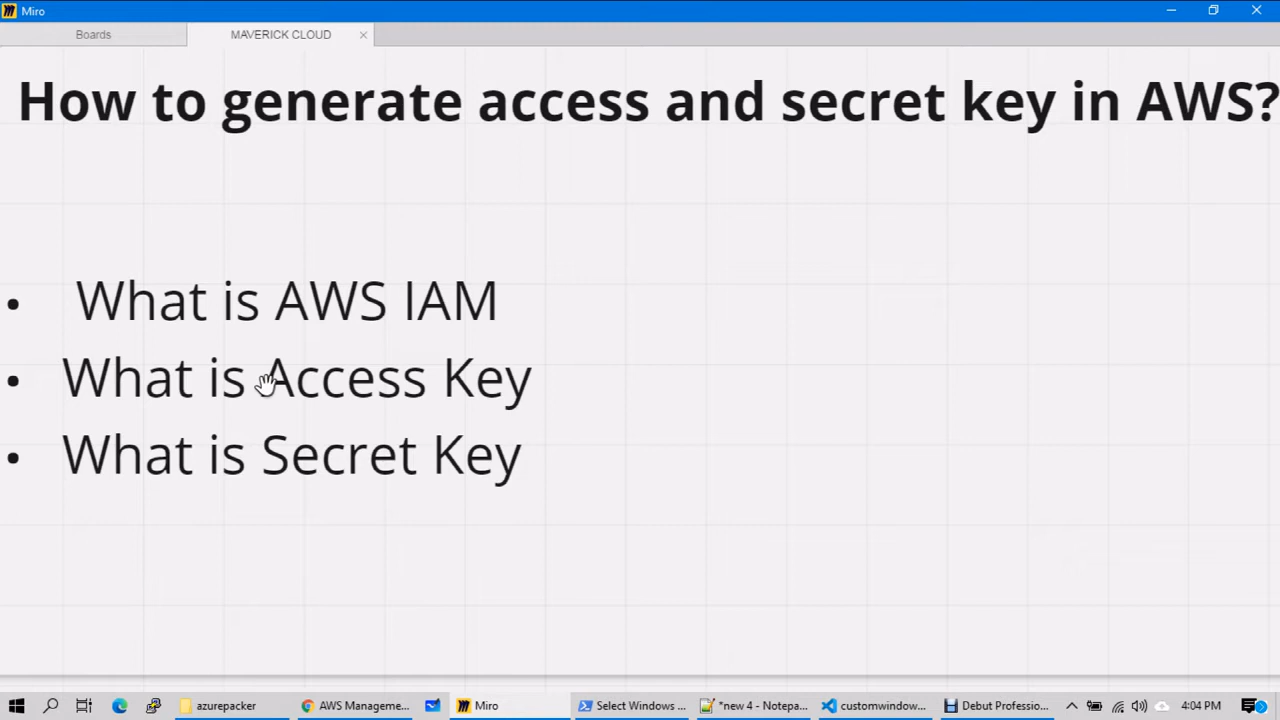 Miro
Boards
MAVERICK CLOUD
How to generate access and secret key in AWS?
• What is AWS IAM
• What is Access Key
• What is Secret Key
azurepacker
AWS Manageme...
Miro
Select Windows ...
*new 4 - Notepa...
customwindow...
Debut Professio...
4:04 PM